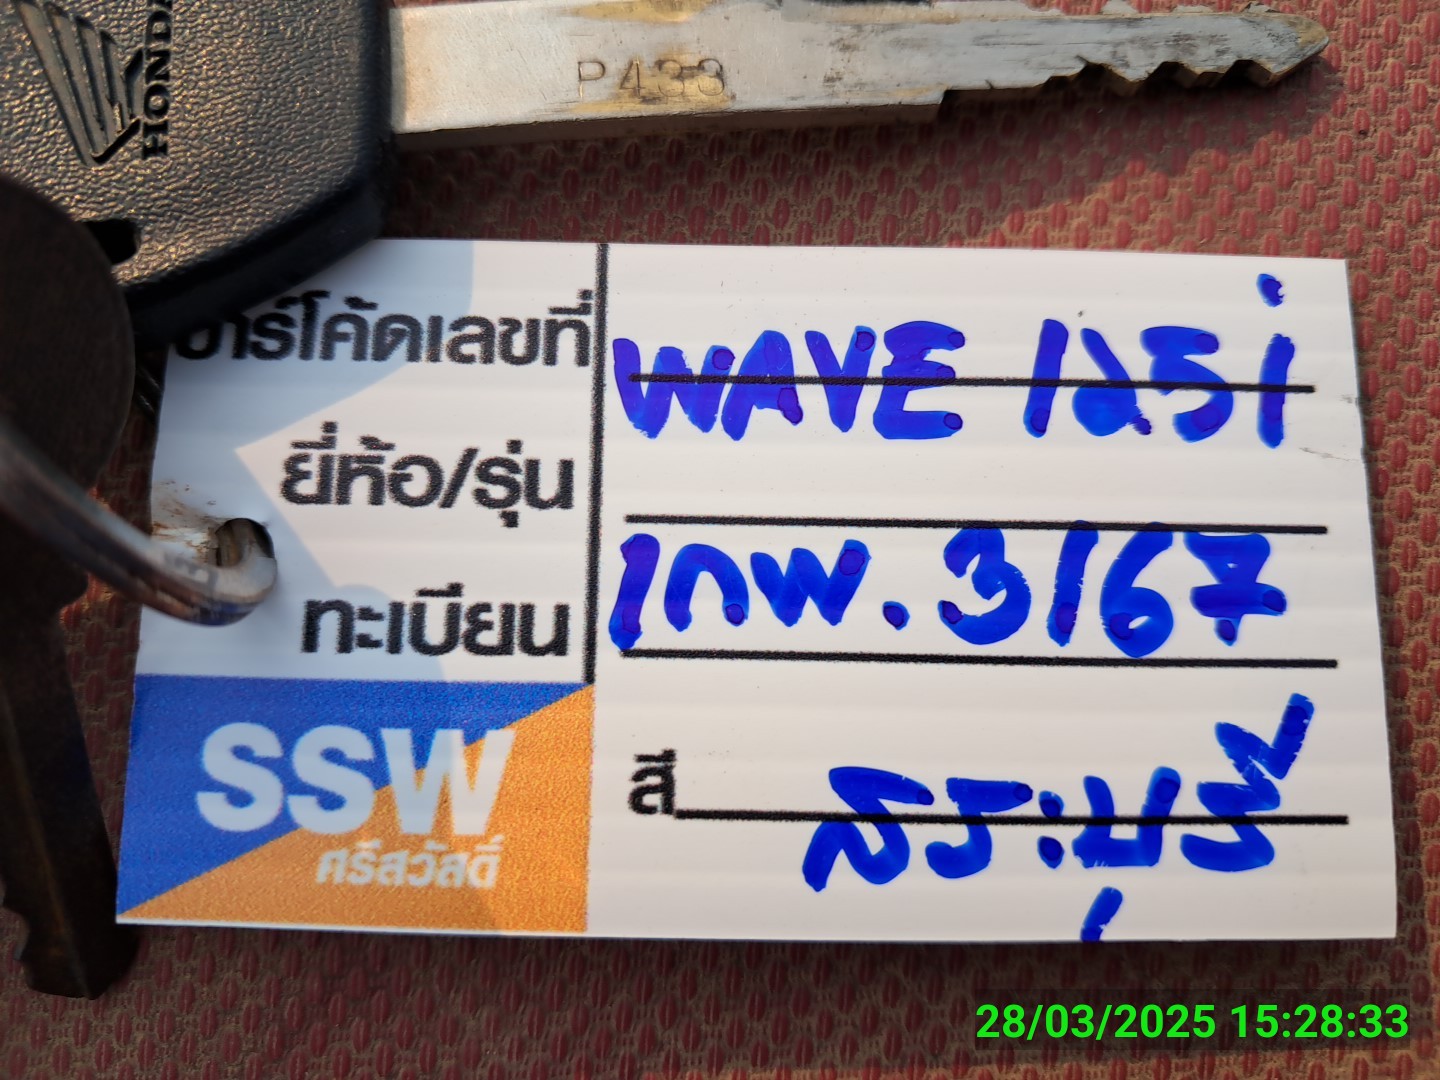 HONDA
P433
บาร์โค้ดเลขที่
WAVE 125i
ยี่ห้อ/รุ่น
ทะเบียน
1กพ. 3167
SSW
ศรีสวัสดิ์
สี สระบุรี
28/03/2025 15:28:33